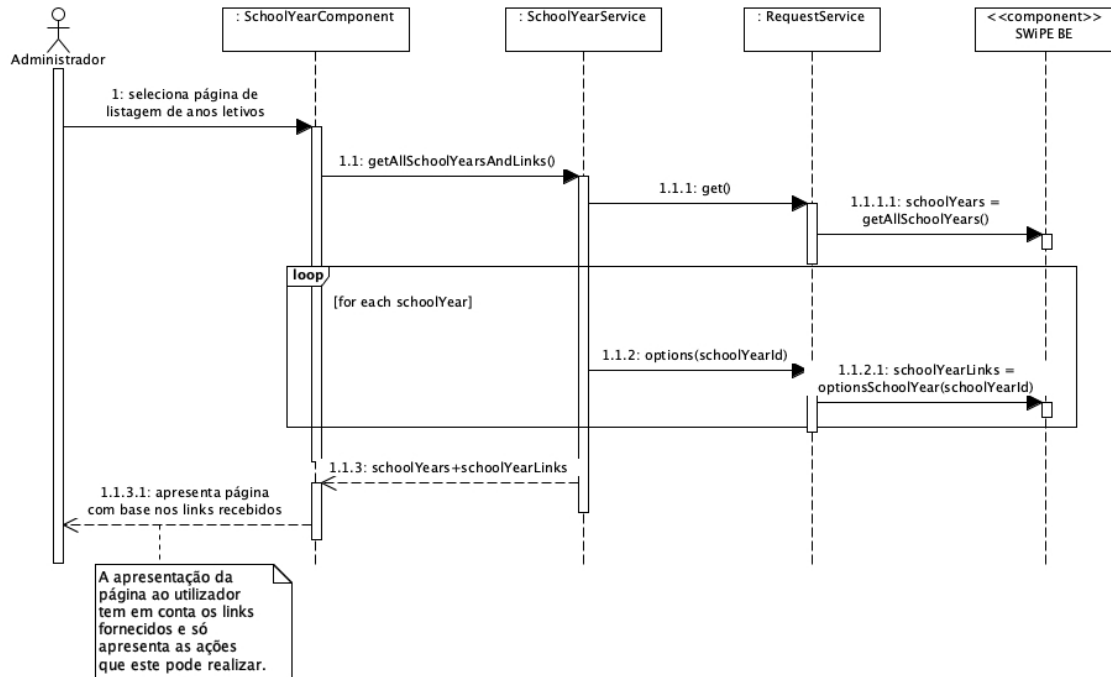 : SchoolYearComponent
: SchoolYearService
: RequestService
<<component>>
SWiPE BE
Administrador
1: seleciona página de
listagem de anos letivos
1.1: getAllSchoolYearsAndLinks()
1.1.1: get()
1.1.1.1: schoolYears =
getAllSchoolYears()
loop
[for each schoolYear]
1.1.2: options(schoolYearId)
1.1.2.1: schoolYearLinks =
optionsSchoolYear(schoolYearId)
1.1.3: schoolYears+schoolYearLinks
1.1.3.1: apresenta página
com base nos links recebidos
A apresentação da
página ao utilizador
tem em conta os links
fornecidos e só
apresenta as ações
que este pode realizar.